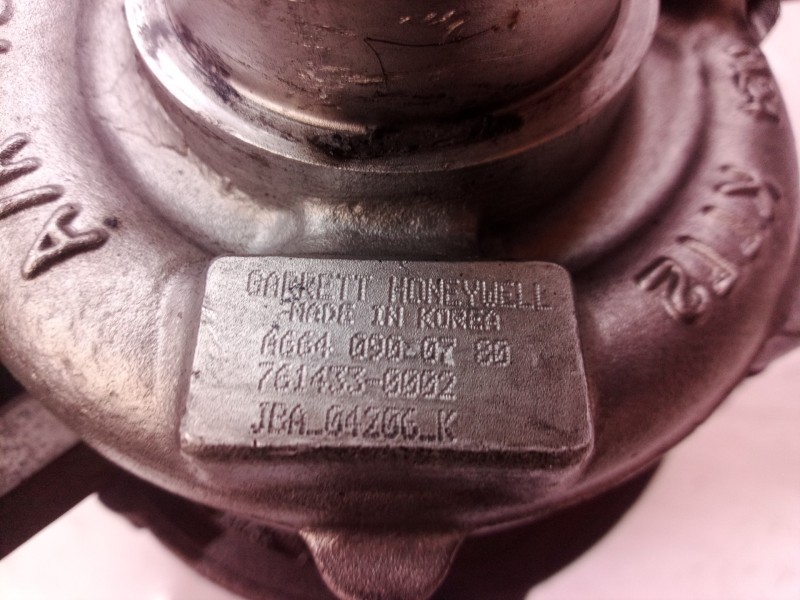 GARRETT HONEYWELL
MADE IN KOREA
A664 090-07 80
761433-0002
JBA_04206_K